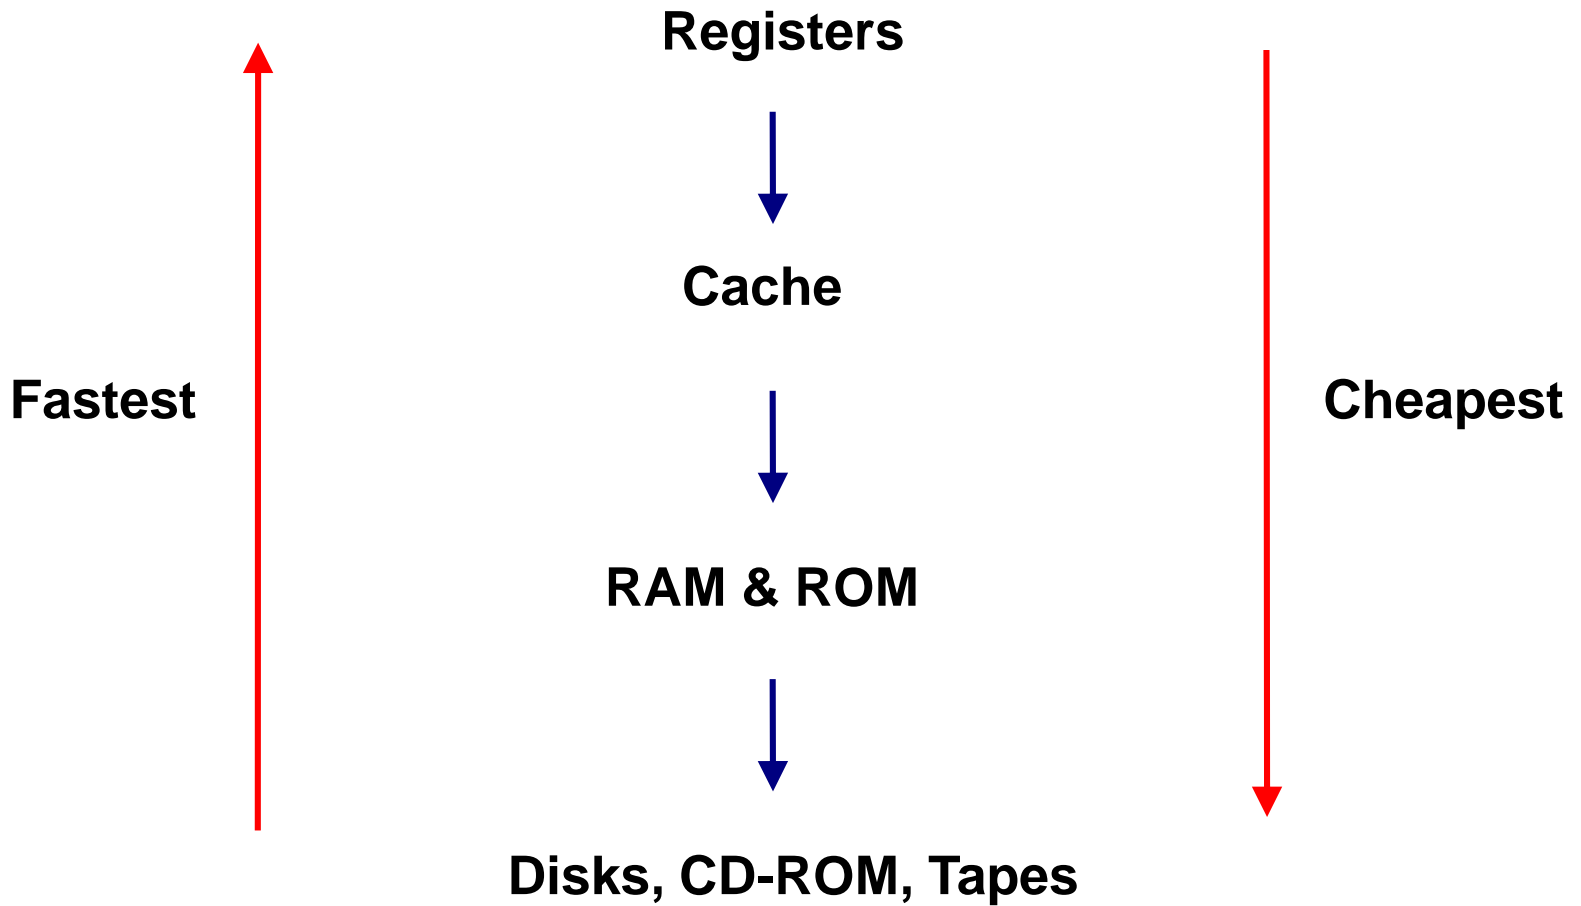 Registers
Cache
Fastest
Cheapest
RAM & ROM
Disks, CD-ROM, Tapes